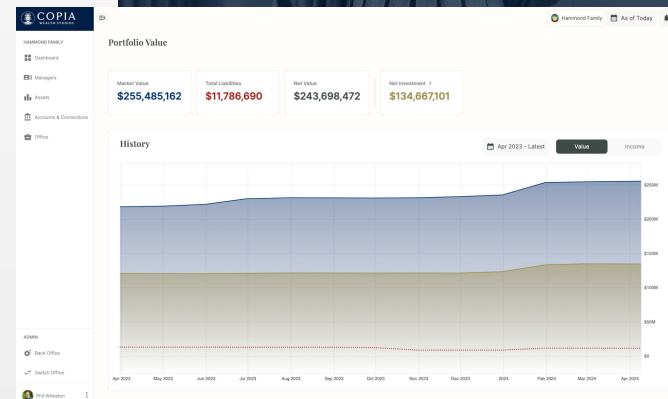 COPIA
WEALTH STUDIOS
Hammond Family
As of Today
HAMMOND FAMILY
Dashboard
Managers
Assets
Accounts & Connections
Office
Portfolio Value
Market Value
$255,485,162
Total Liabilities
$11,786,690
Net Value
$243,698,472
Net Investment >
$134,667,101
History
Apr 2023 - Latest
Value
Income
$250M
$200M
$150M
$100M
$50M
$0
Apr 2023 May 2023 Jun 2023 Jul 2023 Aug 2023 Sep 2023 Oct 2023 Nov 2023 Dec 2023 2024 Feb 2024 Mar 2024 Apr 2024
ADMIN
Back Office
Switch Office
Phil Wheaton